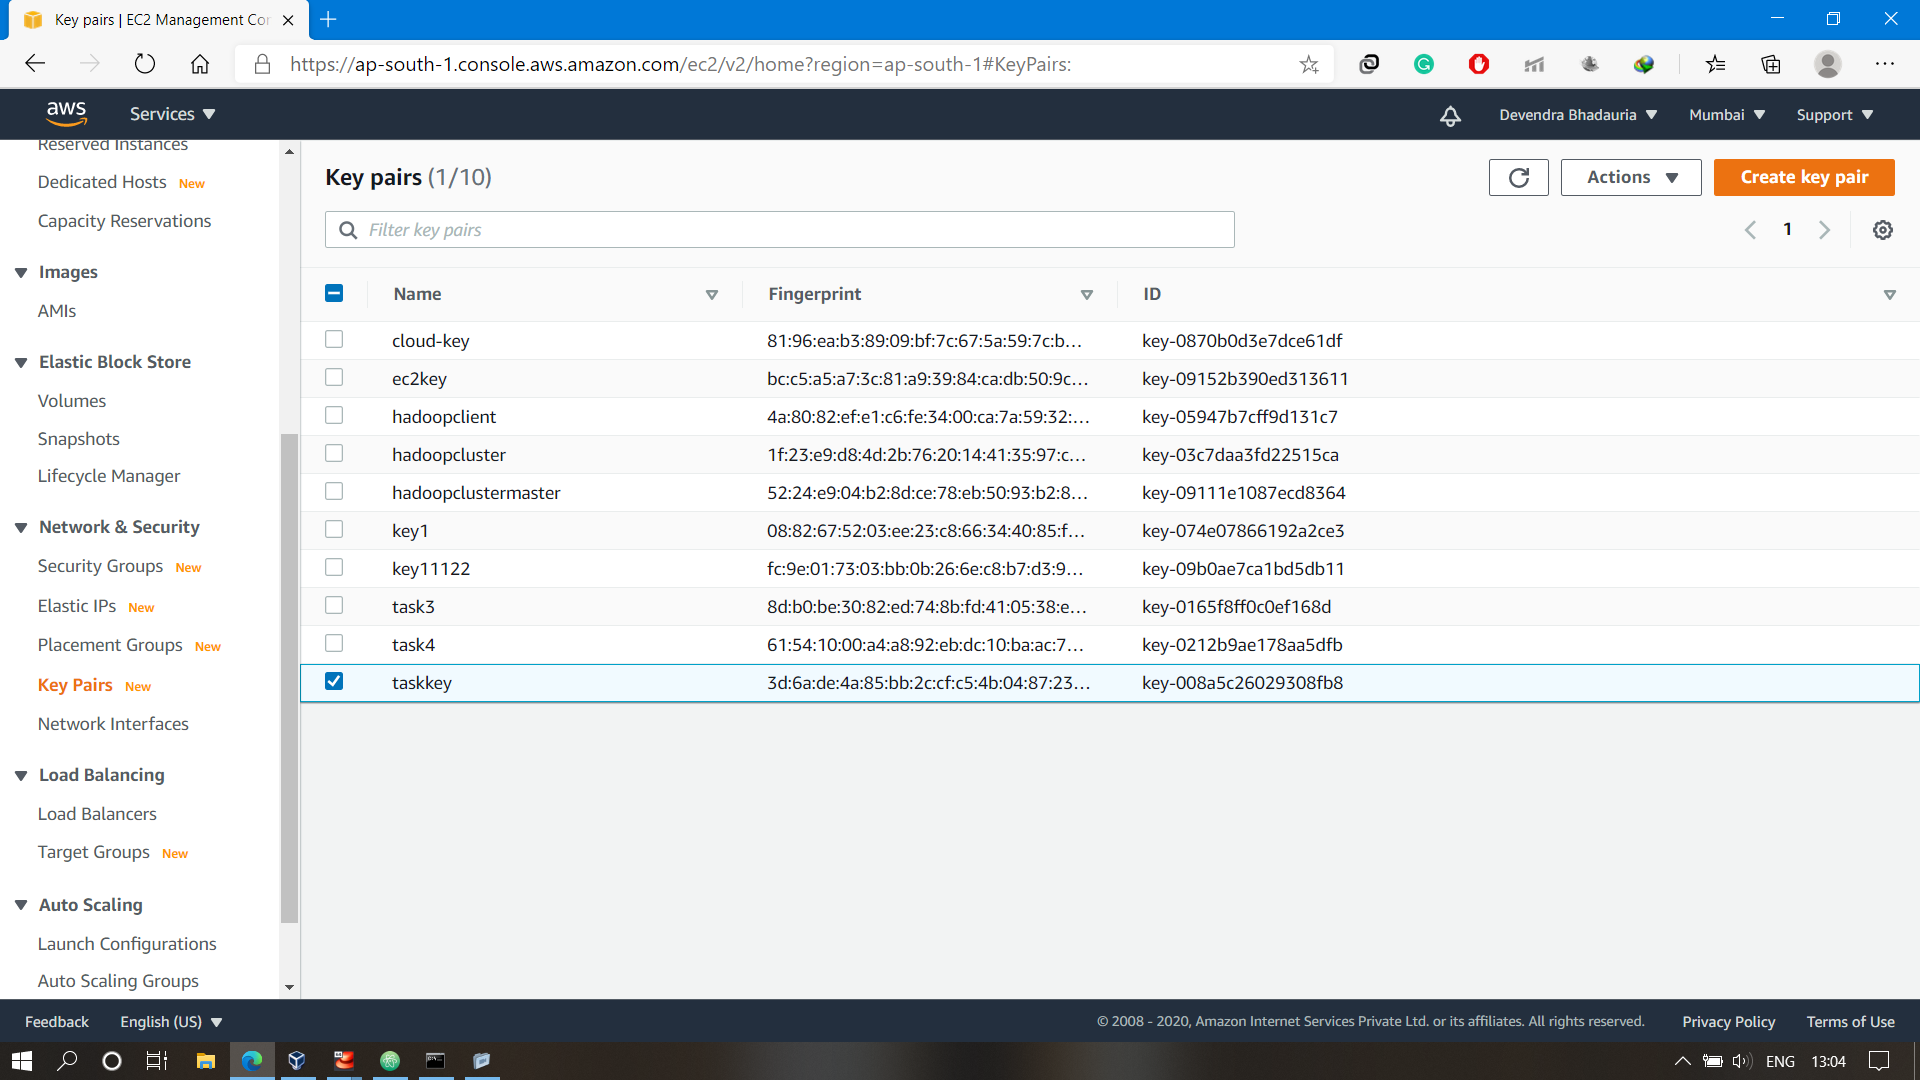 Key pairs | EC2 Management Con
https://ap-south-1.console.aws.amazon.com/ec2/v2/home?region=ap-south-1#KeyPairs:
aws
Services
Devendra Bhadauria
Mumbai
Support
Reserved Instances
Dedicated Hosts New
Capacity Reservations
Images
AMIs
Elastic Block Store
Volumes
Snapshots
Lifecycle Manager
Network & Security
Security Groups New
Elastic IPs New
Placement Groups New
Key Pairs New
Network Interfaces
Load Balancing
Load Balancers
Target Groups New
Auto Scaling
Launch Configurations
Auto Scaling Groups
Key pairs (1/10)
Actions
Create key pair
Filter key pairs
1
Name Fingerprint ID
cloud-key 81:96:ea:b3:89:09:bf:7c:67:5a:59:7c:b... key-0870b0d3e7dce61df
ec2key bc:c5:a5:a7:3c:81:a9:39:84:ca:db:50:9c... key-09152b390ed313611
hadoopclient 4a:80:82:ef:e1:c6:fe:34:00:ca:7a:59:32:... key-05947b7cff9d131c7
hadoopcluster 1f:23:e9:d8:4d:2b:76:20:14:41:35:97:c... key-03c7daa3fd22515ca
hadoopclustermaster 52:24:e9:04:b2:8d:ce:78:eb:50:93:b2:8... key-09111e1087ecd8364
key1 08:82:67:52:03:ee:23:c8:66:34:40:85:f... key-074e07866192a2ce3
key11122 fc:9e:01:73:03:bb:0b:26:6e:c8:b7:d3:9... key-09b0ae7ca1bd5db11
task3 8d:b0:be:30:82:ed:74:8b:fd:41:05:38:e... key-0165f8ff0c0ef168d
task4 61:54:10:00:a4:a8:92:eb:dc:10:ba:ac:7... key-0212b9ae178aa5dfb
taskkey 3d:6a:de:4a:85:bb:2c:cf:c5:4b:04:87:23... key-008a5c26029308fb8
Feedback
English (US)
© 2008 - 2020, Amazon Internet Services Private Ltd. or its affiliates. All rights reserved.
Privacy Policy
Terms of Use
ENG
13:04